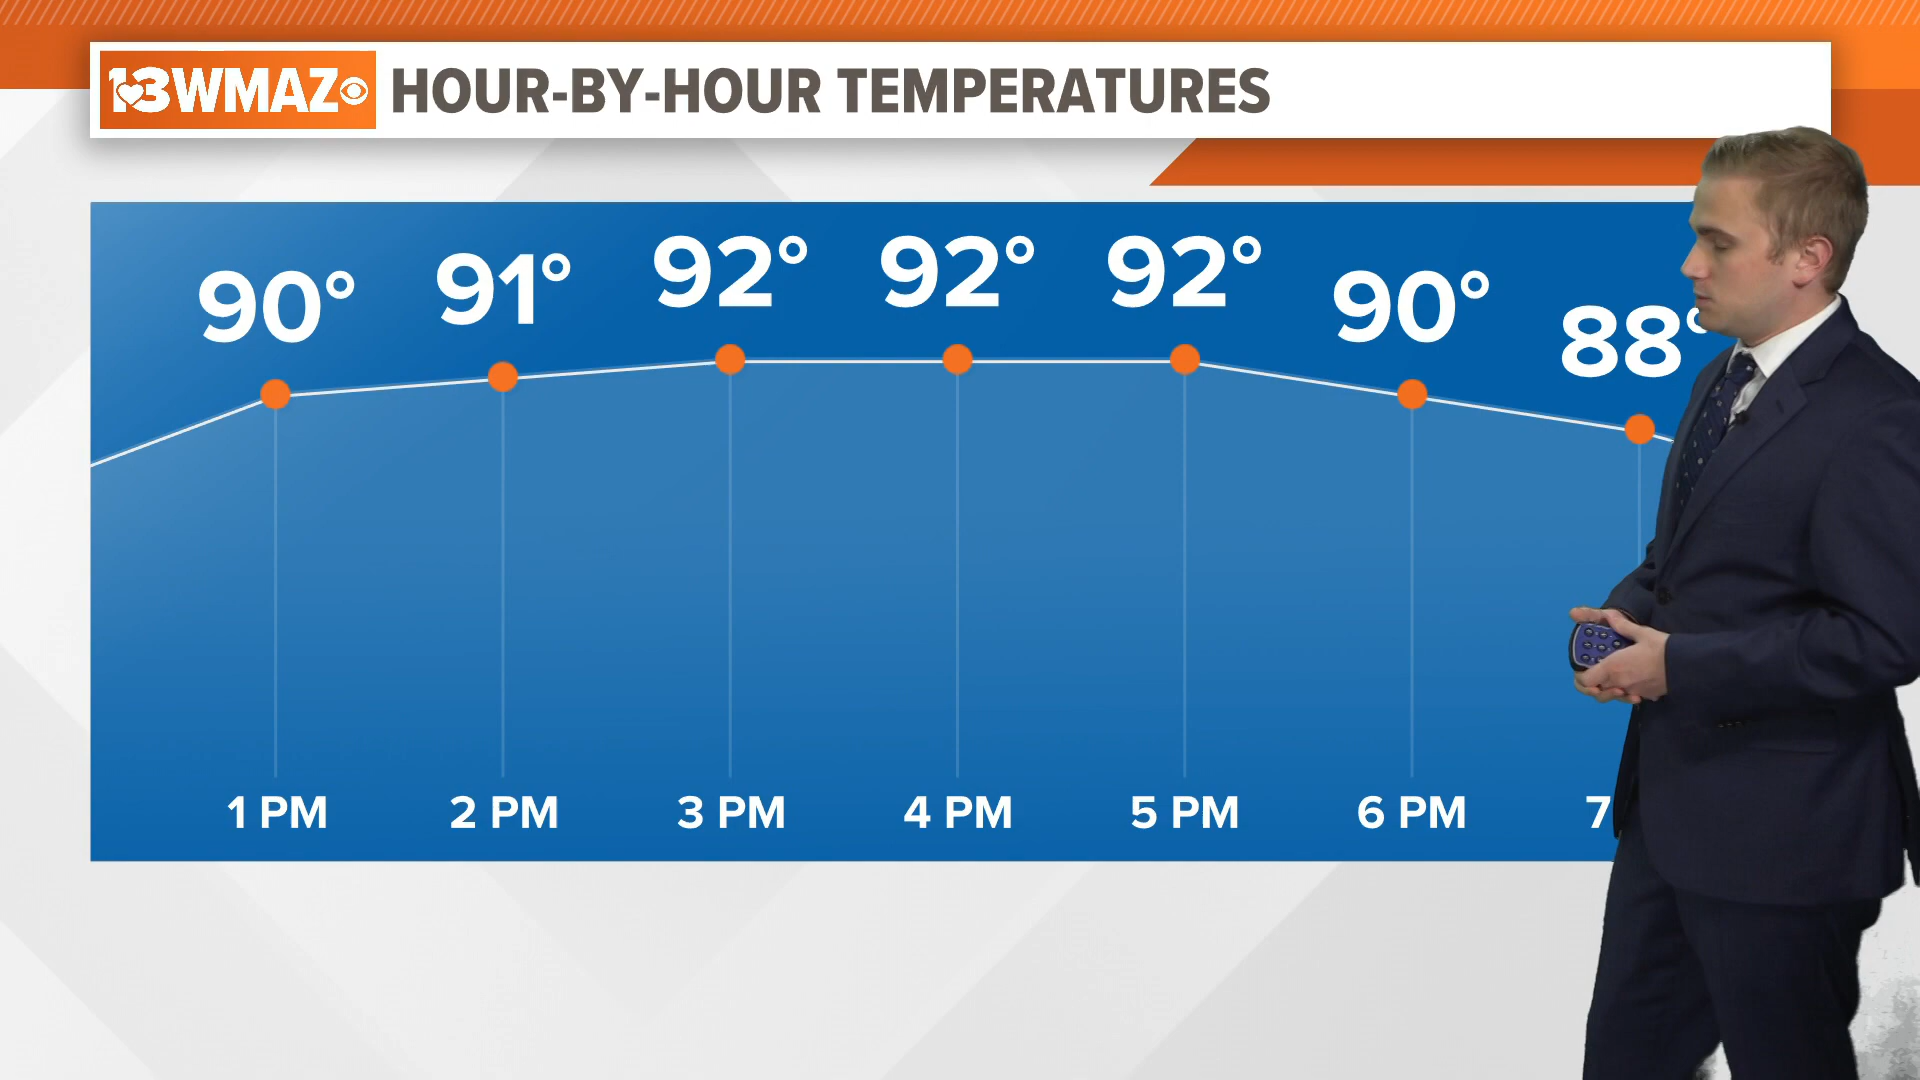 13WMAZ
HOUR-BY-HOUR TEMPERATURES
90° 91° 92° 92° 92° 90° 88°
1 PM 2 PM 3 PM 4 PM 5 PM 6 PM 7